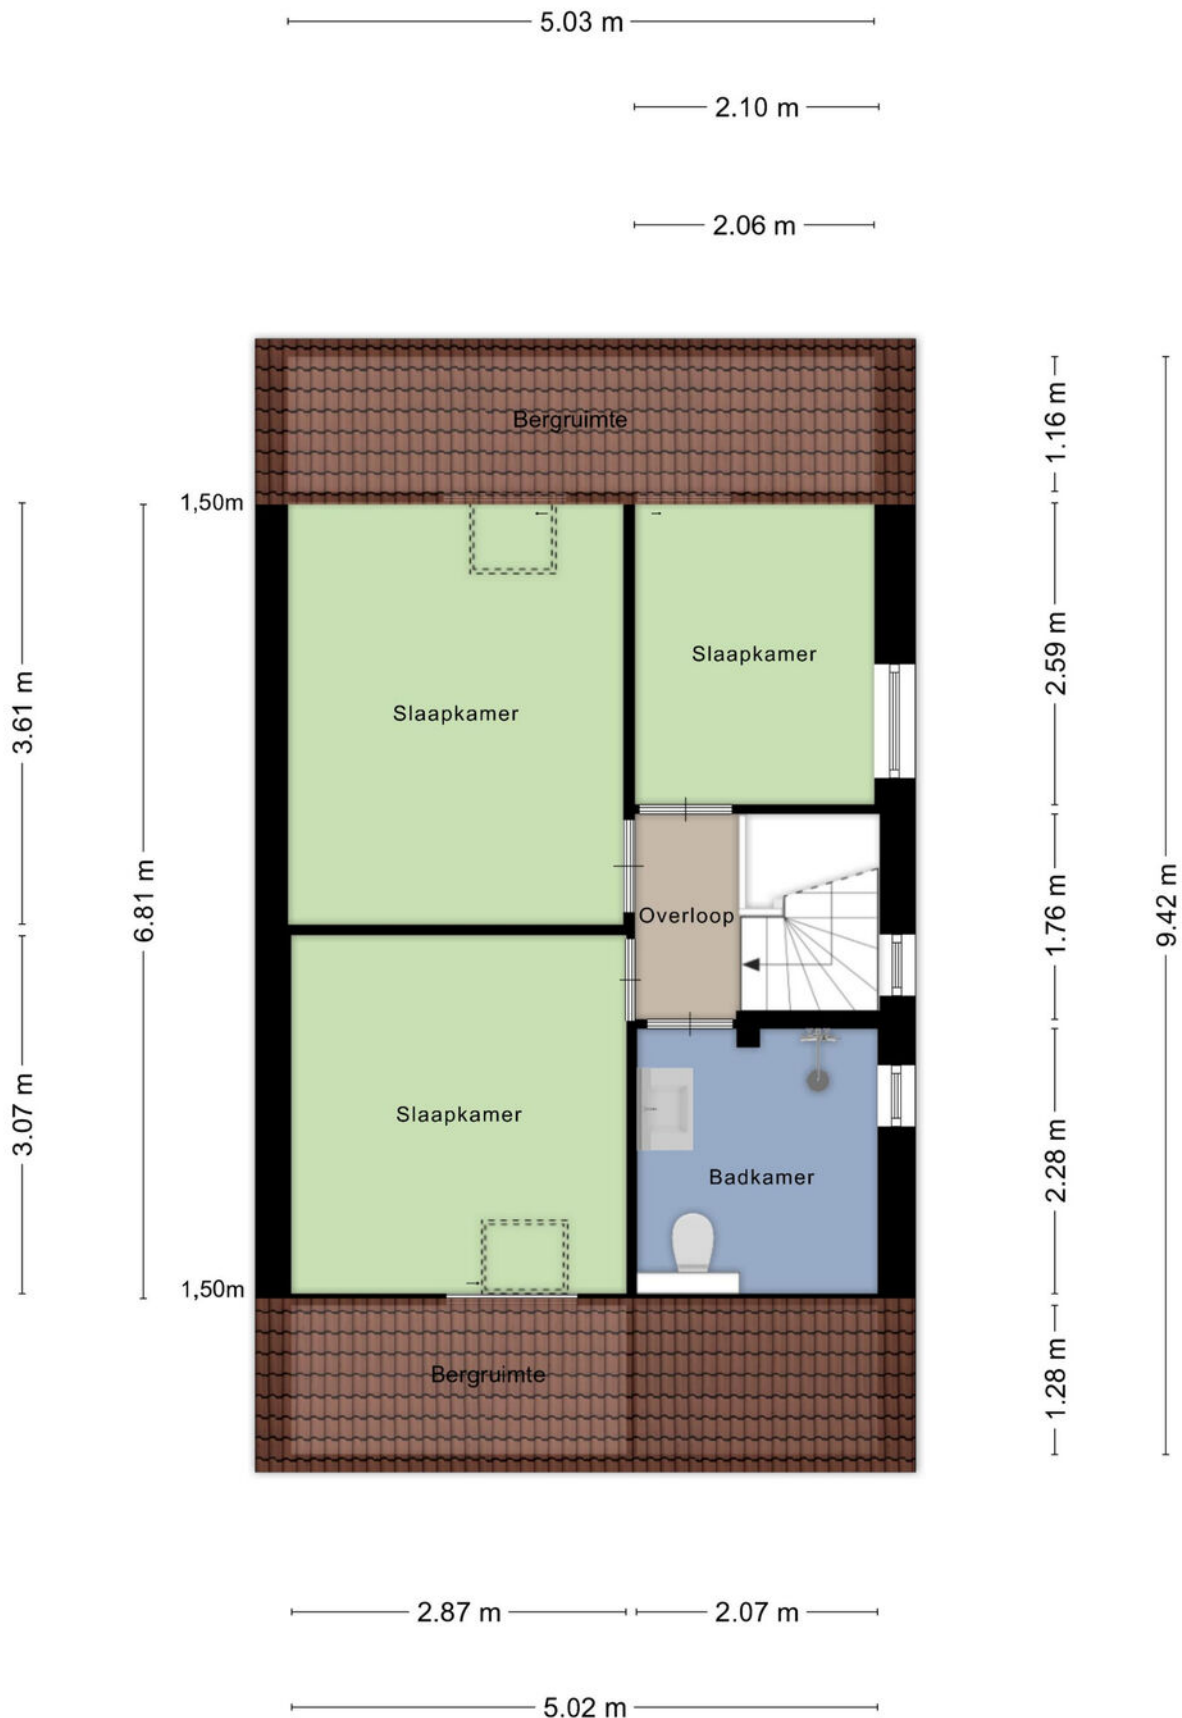 5.03 m
2.10 m
2.06 m
Bergruimte
1.16 m
1,50m
Slaapkamer
2.59 m
3.61 m
Slaapkamer
6.81 m
Overloop
1.76 m
9.42 m
3.07 m
Slaapkamer
2.28 m
Badkamer
1,50m
Bergruimte
1.28 m
2.87 m
2.07 m
5.02 m